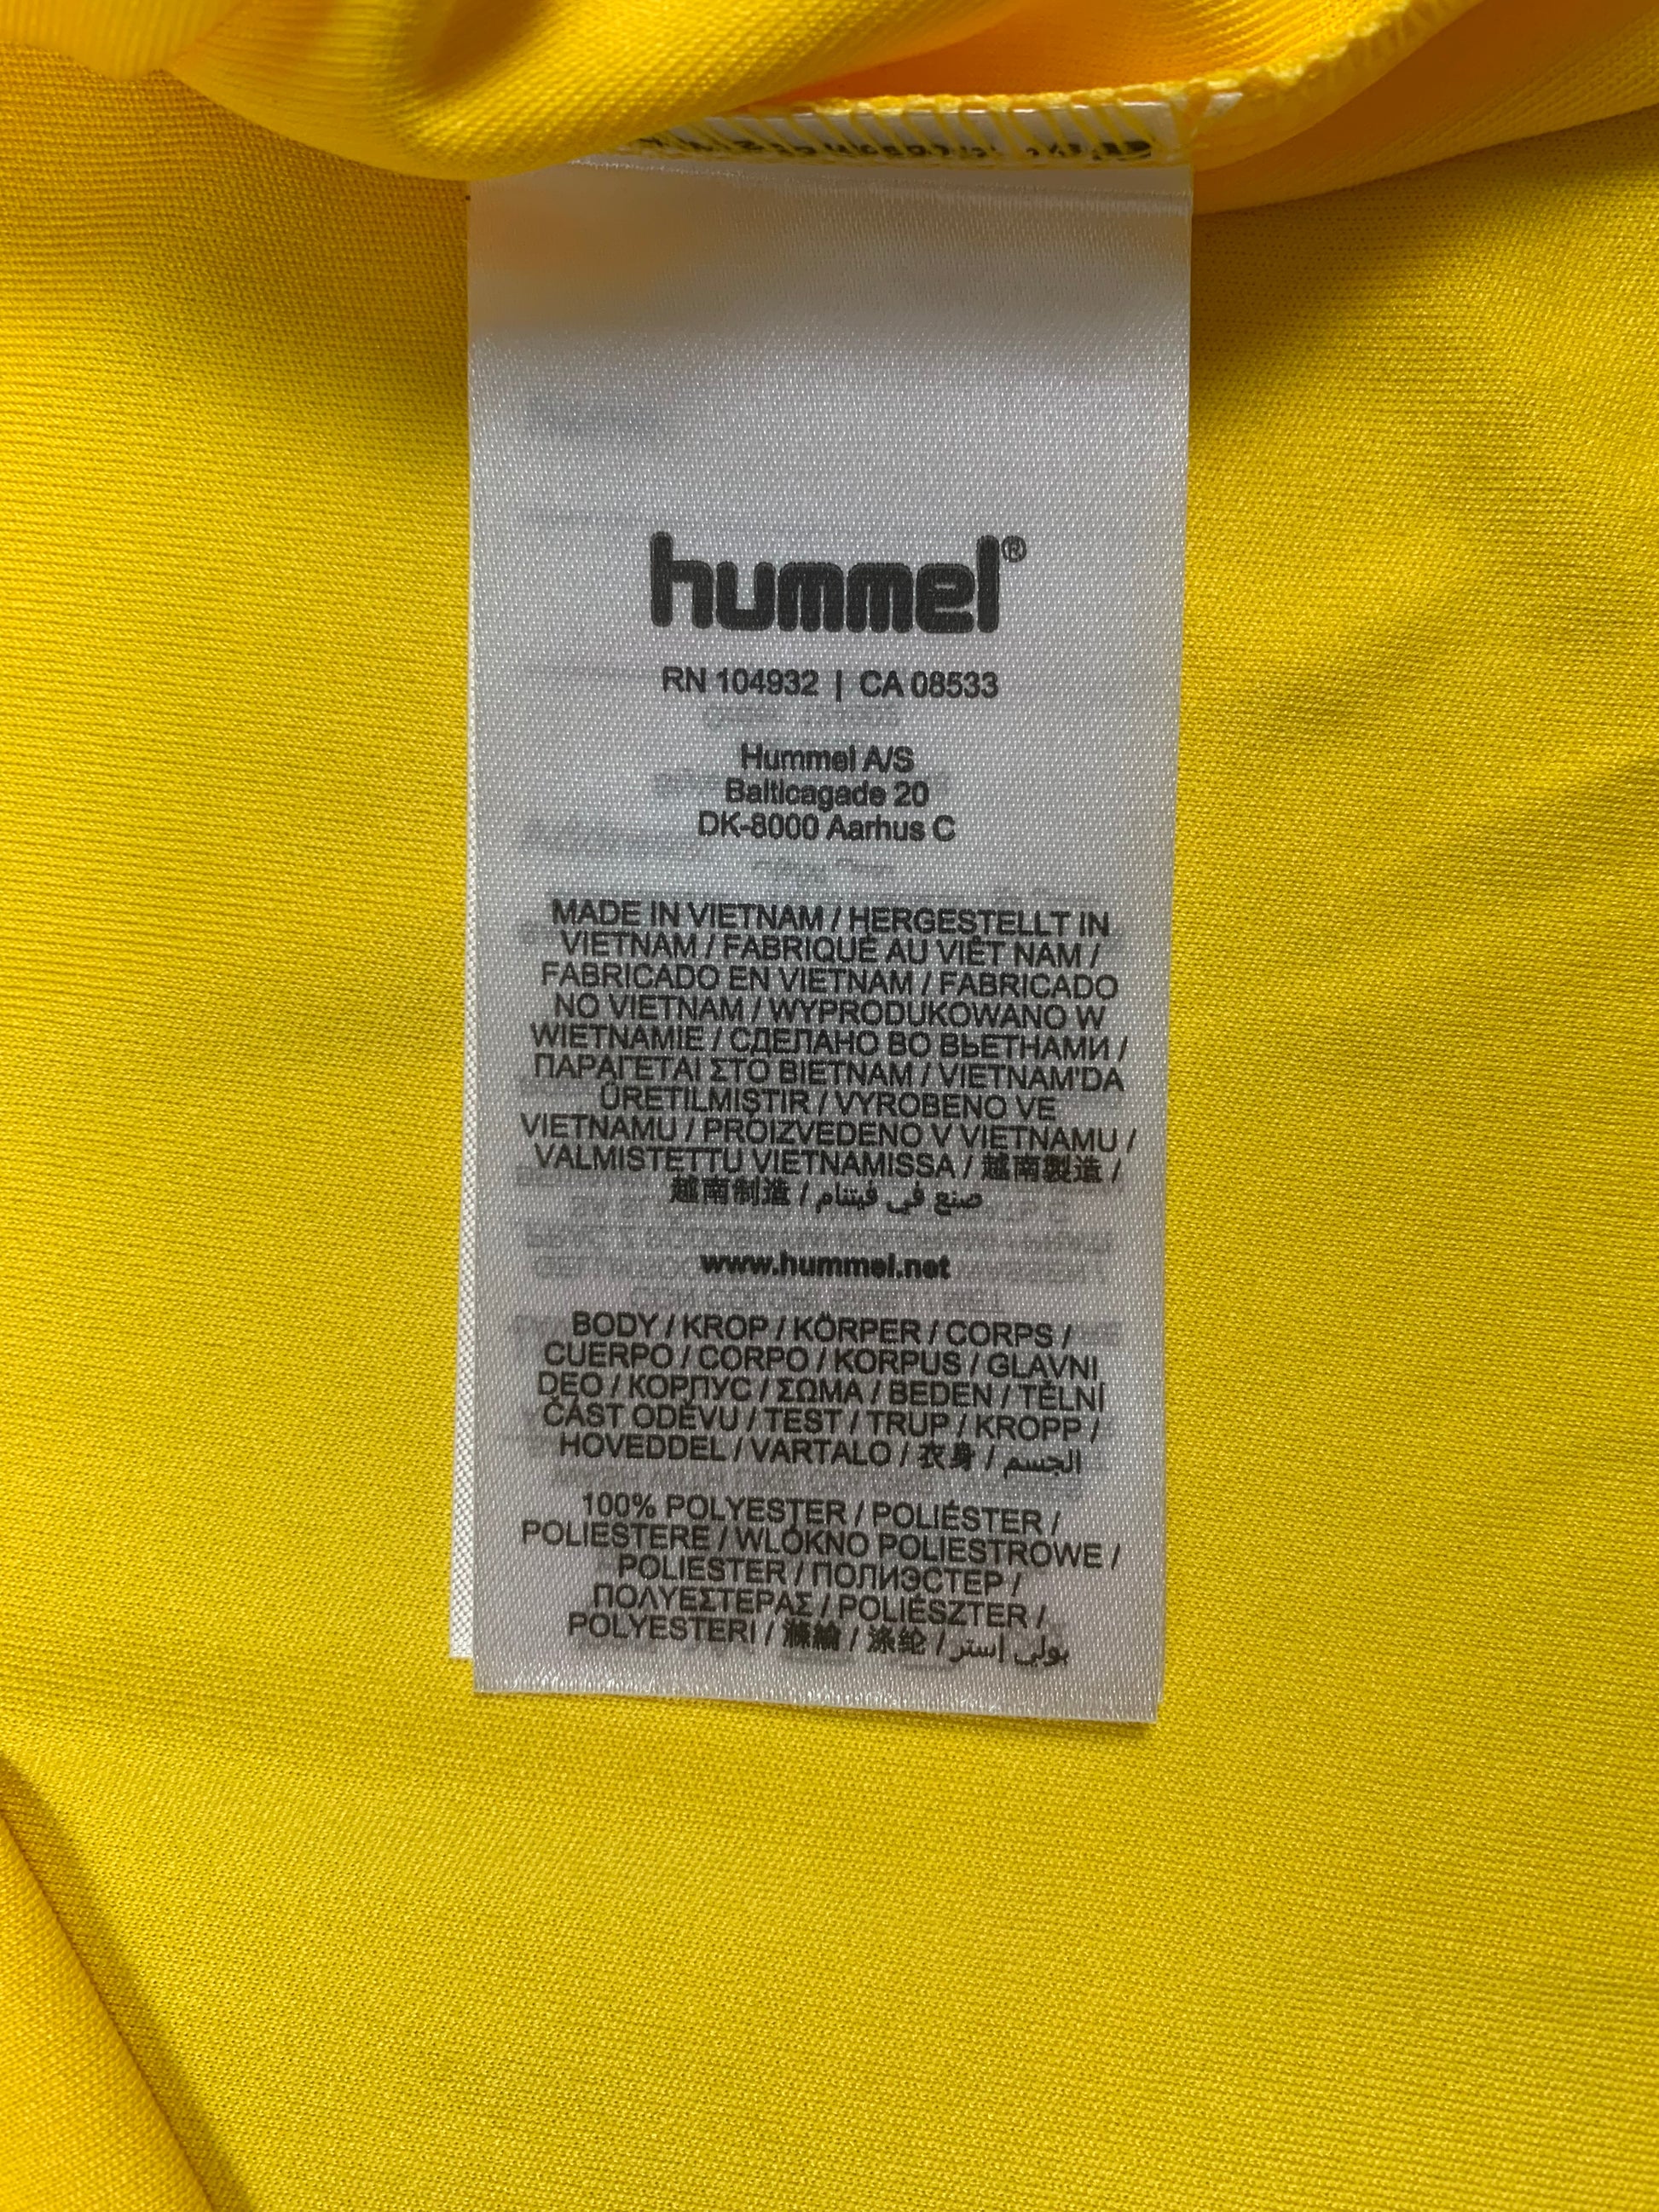 hummel®
RN 104932 | CA 08533
Hummel A/S
Balticagade 20
DK-8000 Aarhus C
MADE IN VIETNAM / HERGESTELLT IN
VIETNAM / FABRIQUÉ AU VIÊT NAM /
FABRICADO EN VIETNAM / FABRICADO
NO VIETNAM / WYPRODUKOWANO W
WIETNAMIE / СДЕЛАНО ВО ВЬЕТНАМИ /
ΠΑΡΑΓΕΤΑΙ ΣΤΟ ΒΙΕΤΝΑΜ / VIETNAM'DA
ÜRETILMIŞTIR / VYROBENO VE
VIETNAMU / PROIZVEDENO V VIETNAMU /
VALMISTETTU VIETNAMISSA / 越南製造 /
越南制造 / صنع في فيتنام
www.hummel.net
BODY / KROP / KÖRPER / CORPS /
CUERPO / CORPO / KORPUS / GLAVNI
DEO / КОРПУС / ΣΩΜΑ / BEDEN / TĚLNÍ
ČÁST ODĚVU / TEST / TRUP / KROPP /
HOVEDDEL / VARTALO / 衣身 / الجسم
100% POLYESTER / POLIÉSTER /
POLIESTERE / WLÓKNO POLIESTROWE /
POLIESTER / ПОЛИЭСТЕР /
ΠΟΛΥΕΣΤΕΡΑΣ / POLIÉSZTER /
POLYESTERI / 滌綸 / 涤纶 / بولي إستر